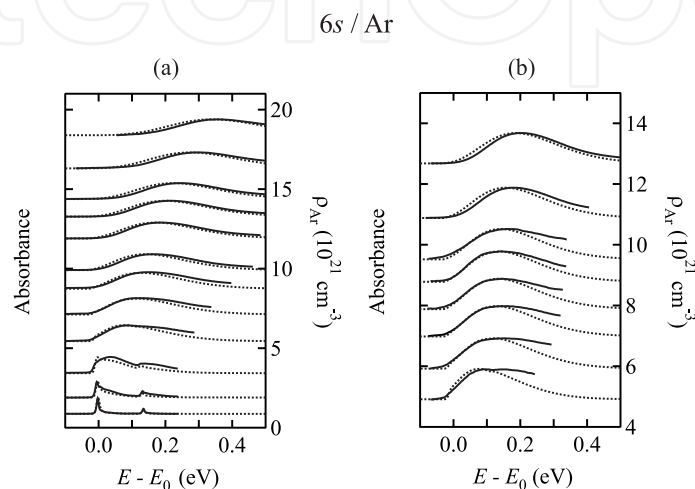 6s / Ar
(a)
(b)
Absorbance
20
15
10
5
0
ρAr (10^21 cm^-3)
0.0 0.2 0.4
E - E0 (eV)
Absorbance
14
12
10
8
6
4
ρAr (10^21 cm^-3)
0.0 0.2 0.4
E - E0 (eV)